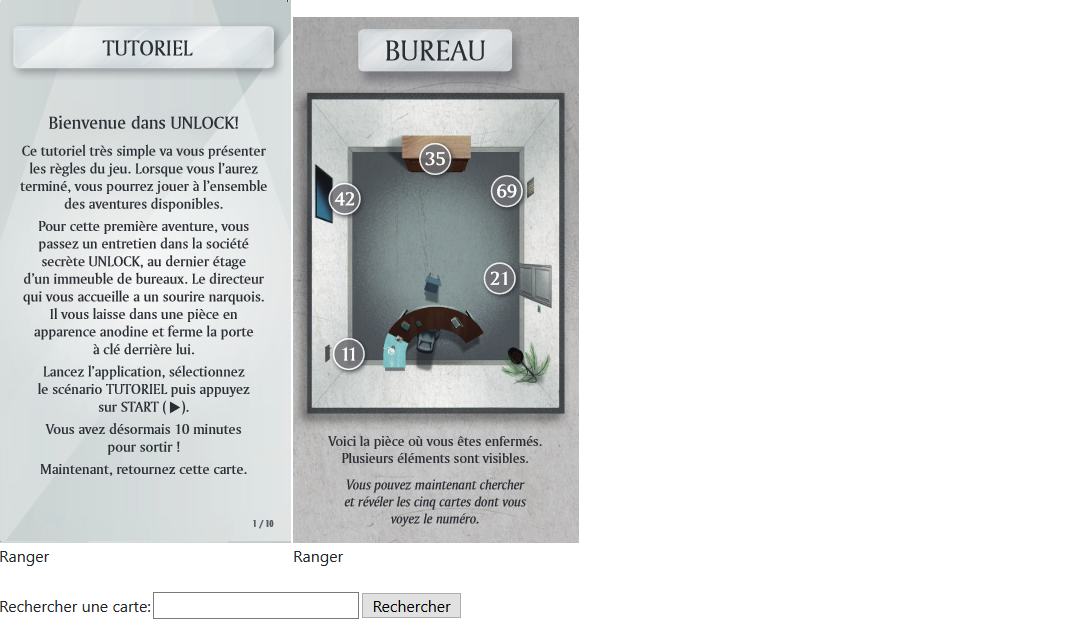 TUTORIEL
Bienvenue dans UNLOCK!
Ce tutoriel très simple va vous présenter
les règles du jeu. Lorsque vous l'aurez
terminé, vous pourrez jouer à l'ensemble
des aventures disponibles.
Pour cette première aventure, vous
passez un entretien dans la société
secrète UNLOCK, au dernier étage
d'un immeuble de bureaux. Le directeur
qui vous accueille a un sourire narquois.
Il vous laisse dans une pièce en
apparence anodine et ferme la porte
à clé derrière lui.
Lancez l'application, sélectionnez
le scénario TUTORIEL puis appuyez
sur START (▶).
Vous avez désormais 10 minutes
pour sortir !
Maintenant, retournez cette carte.
1 / 10
Ranger
BUREAU
35
42
69
21
11
Voici la pièce où vous êtes enfermés.
Plusieurs éléments sont visibles.
Vous pouvez maintenant chercher
et révéler les cinq cartes dont vous
voyez le numéro.
Ranger
Rechercher une carte:
Rechercher